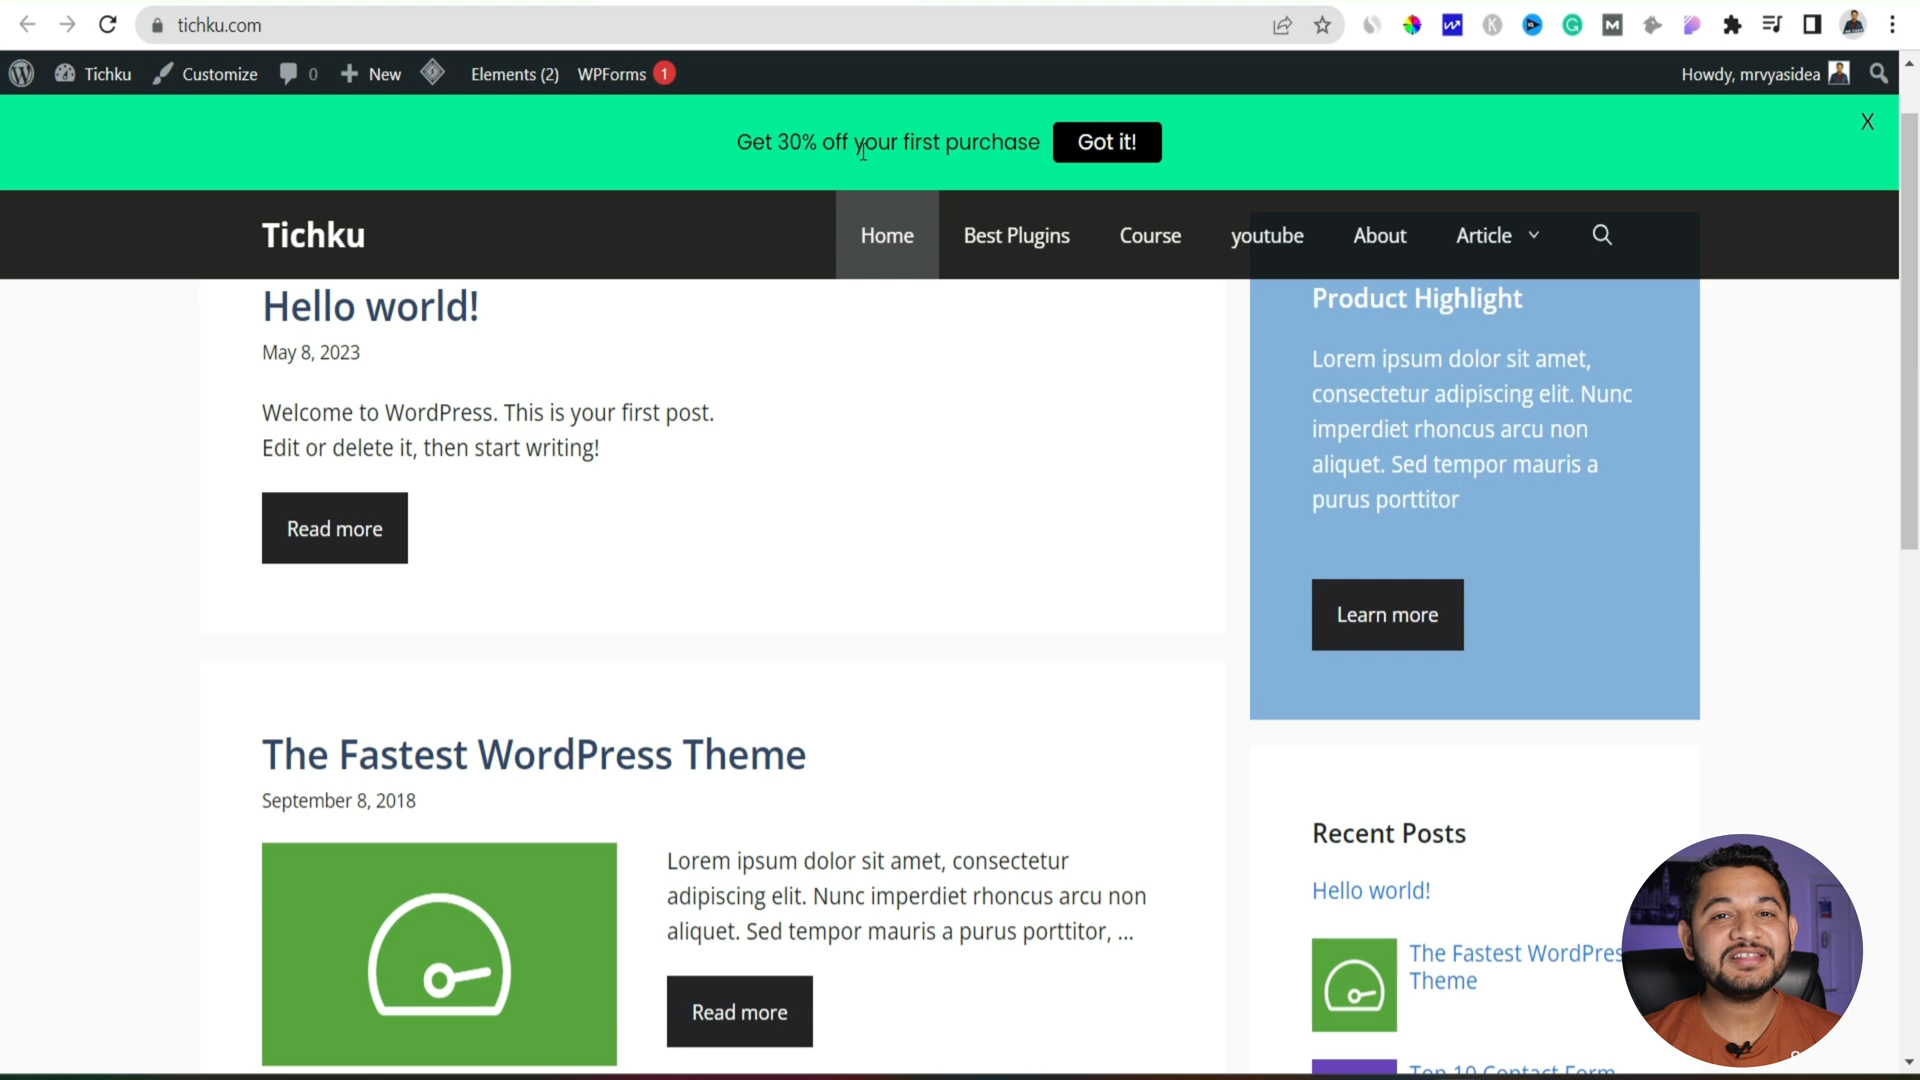 tichku.com
Tichku Customize 0 New Elements (2) WPForms 1 Howdy, mrvyasidea
Get 30% off your first purchase Got it! X
Tichku Home Best Plugins Course youtube About Article
Hello world!
May 8, 2023
Welcome to WordPress. This is your first post.
Edit or delete it, then start writing!
Read more
Product Highlight
Lorem ipsum dolor sit amet,
consectetur adipiscing elit. Nunc
imperdiet rhoncus arcu non
aliquet. Sed tempor mauris a
purus porttitor
Learn more
The Fastest WordPress Theme
September 8, 2018
Lorem ipsum dolor sit amet, consectetur
adipiscing elit. Nunc imperdiet rhoncus arcu non
aliquet. Sed tempor mauris a purus porttitor, ...
Read more
Recent Posts
Hello world!
The Fastest WordPres
Theme
Top 10 Contact Form